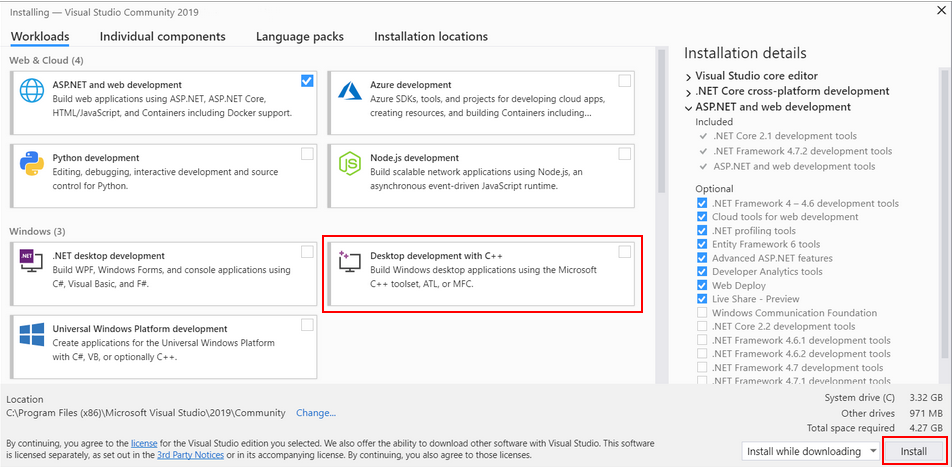 Installing — Visual Studio Community 2019
Workloads Individual components Language packs Installation locations
Web & Cloud (4)
ASP.NET and web development
Build web applications using ASP.NET, ASP.NET Core,
HTML/JavaScript, and Containers including Docker support.
Azure development
Azure SDKs, tools, and projects for developing cloud apps,
creating resources, and building Containers including...
Python development
Editing, debugging, interactive development and source
control for Python.
Node.js development
Build scalable network applications using Node.js, an
asynchronous event-driven JavaScript runtime.
Windows (3)
.NET
.NET desktop development
Build WPF, Windows Forms, and console applications using
C#, Visual Basic, and F#.
Desktop development with C++
Build Windows desktop applications using the Microsoft
C++ toolset, ATL, or MFC.
Universal Windows Platform development
Create applications for the Universal Windows Platform
with C#, VB, or optionally C++.
Installation details
Visual Studio core editor
.NET Core cross-platform development
ASP.NET and web development
Included
.NET Core 2.1 development tools
.NET Framework 4.7.2 development tools
ASP.NET and web development tools
Optional
.NET Framework 4 – 4.6 development tools
Cloud tools for web development
.NET profiling tools
Entity Framework 6 tools
Advanced ASP.NET features
Developer Analytics tools
Web Deploy
Live Share - Preview
Windows Communication Foundation
.NET Core 2.2 development tools
.NET Framework 4.6.1 development tools
.NET Framework 4.6.2 development tools
.NET Framework 4.7 development tools
.NET Framework 4.7.1 development tools
Location
C:\Program Files (x86)\Microsoft Visual Studio\2019\Community Change...
System drive (C) 3.32 GB
Other drives 971 MB
Total space required 4.27 GB
By continuing, you agree to the license for the Visual Studio edition you selected. We also offer the ability to download other software with Visual Studio. This software
is licensed separately, as set out in the 3rd Party Notices or in its accompanying license. By continuing, you also agree to those licenses.
Install while downloading
Install